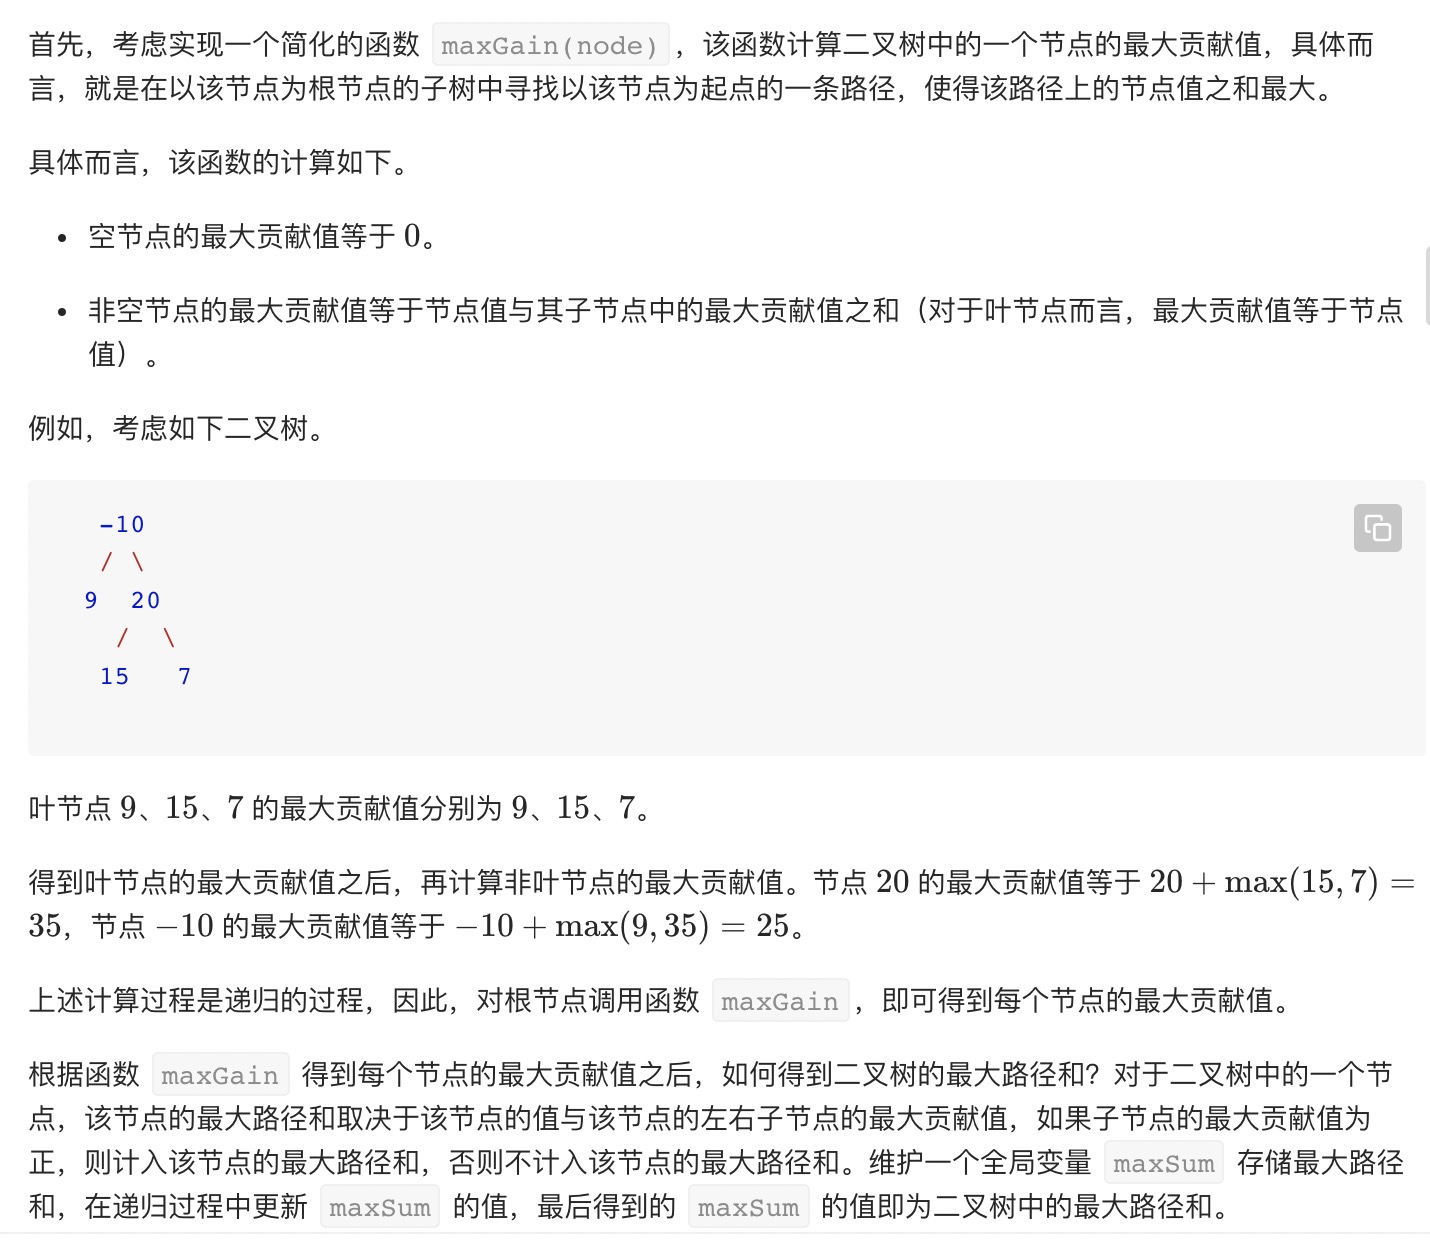 首先，考虑实现一个简化的函数 maxGain(node)，该函数计算二叉树中的一个节点的最大贡献值，具体而
言，就是在以该节点为根节点的子树中寻找以该节点为起点的一条路径，使得该路径上的节点值之和最大。
具体而言，该函数的计算如下。
• 空节点的最大贡献值等于 0。
• 非空节点的最大贡献值等于节点值与其子节点中的最大贡献值之和（对于叶节点而言，最大贡献值等于节点
值）。
例如，考虑如下二叉树。
-10
/ \
9 20
/ \
15 7
叶节点 9、15、7 的最大贡献值分别为 9、15、7。
得到叶节点的最大贡献值之后，再计算非叶节点的最大贡献值。节点 20 的最大贡献值等于 20 + max(15, 7) =
35，节点 −10 的最大贡献值等于 −10 + max(9, 35) = 25。
上述计算过程是递归的过程，因此，对根节点调用函数 maxGain，即可得到每个节点的最大贡献值。
根据函数 maxGain 得到每个节点的最大贡献值之后，如何得到二叉树的最大路径和？对于二叉树中的一个节
点，该节点的最大路径和取决于该节点的值与该节点的左右子节点的最大贡献值，如果子节点的最大贡献值为
正，则计入该节点的最大路径和，否则不计入该节点的最大路径和。维护一个全局变量 maxSum 存储最大路径
和，在递归过程中更新 maxSum 的值，最后得到的 maxSum 的值即为二叉树中的最大路径和。